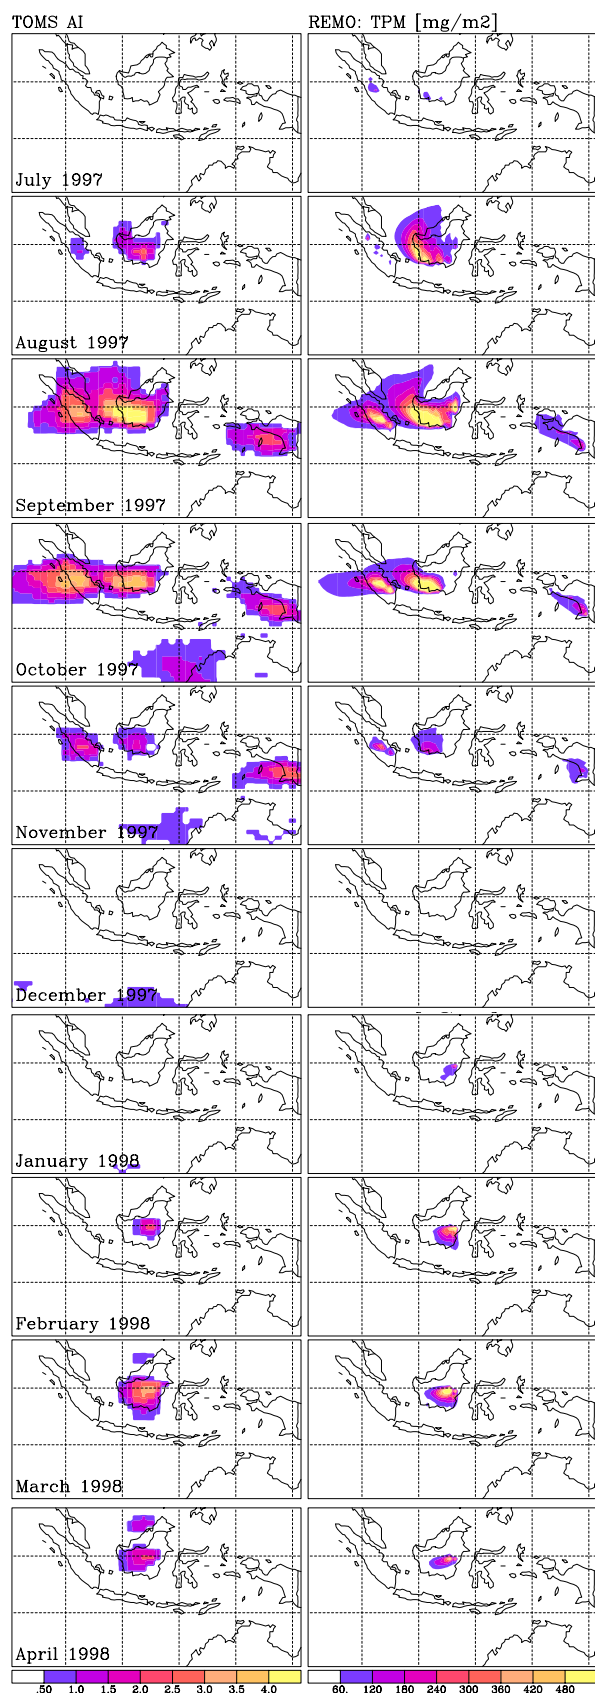 TOMS AI
REMO: TPM [mg/m2]
July 1997
August 1997
September 1997
October 1997
November 1997
December 1997
January 1998
February 1998
March 1998
April 1998
.50 1.0 1.5 2.0 2.5 3.0 3.5 4.0
60. 120 180 240 300 360 420 480